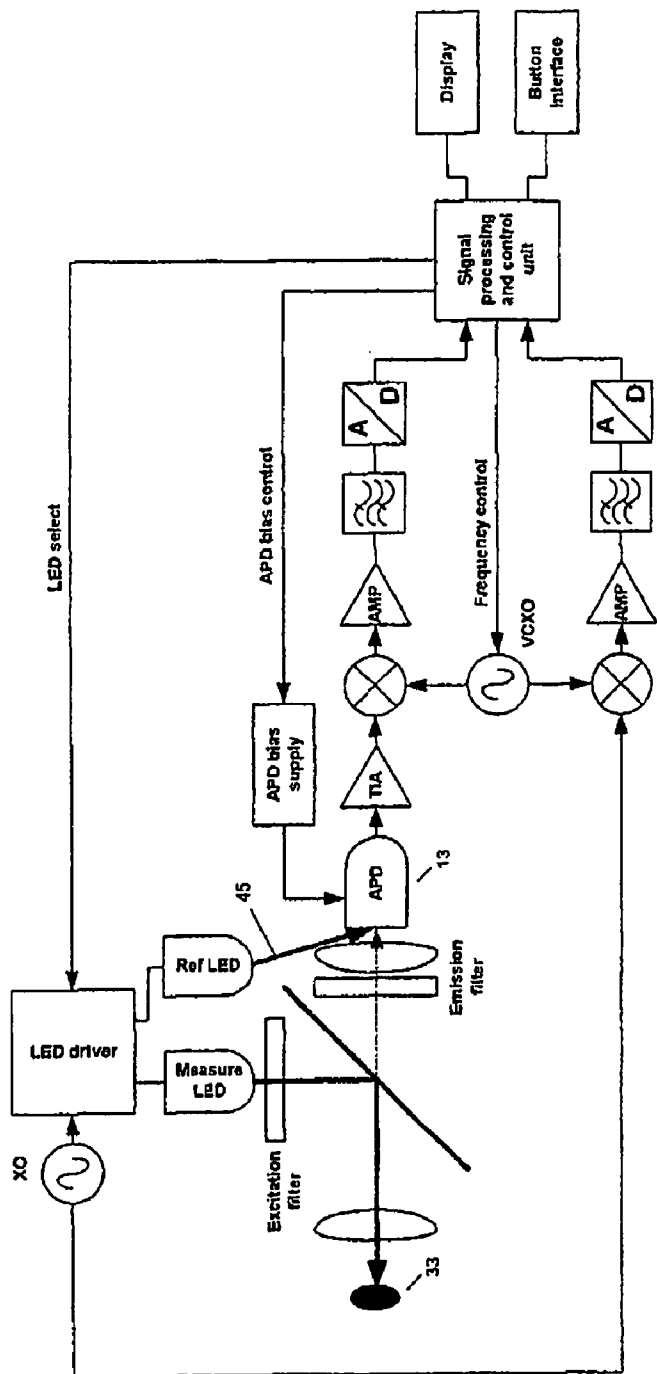 XO
LED driver
LED select
Measure
LED
Ref LED
45
Excitation
filter
33
Emission
filter
APD
13
APD bias
supply
APD bias control
TIA
AMP
A
D
Frequency control
VCXO
AMP
A
D
Signal
processing
and control
unit
Display
Button
Interface